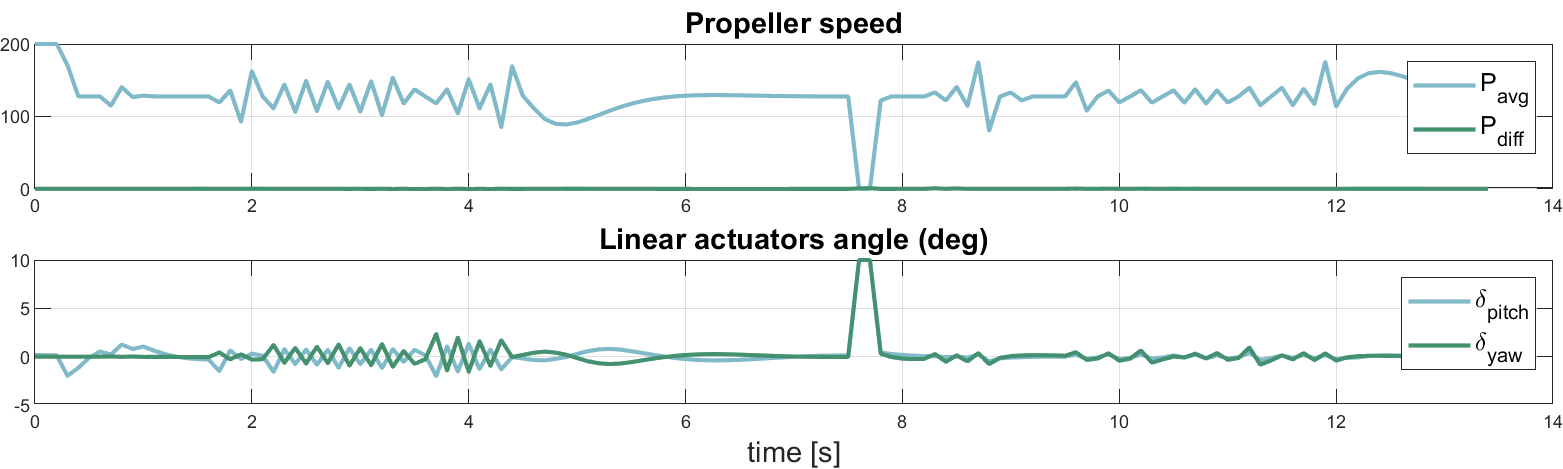 Propeller speed
200
100
0
0 2 4 6 8 10 12 14
P_avg
P_diff
Linear actuators angle (deg)
10
5
0
-5
0 2 4 6 8 10 12 14
δ_pitch
δ_yaw
time [s]